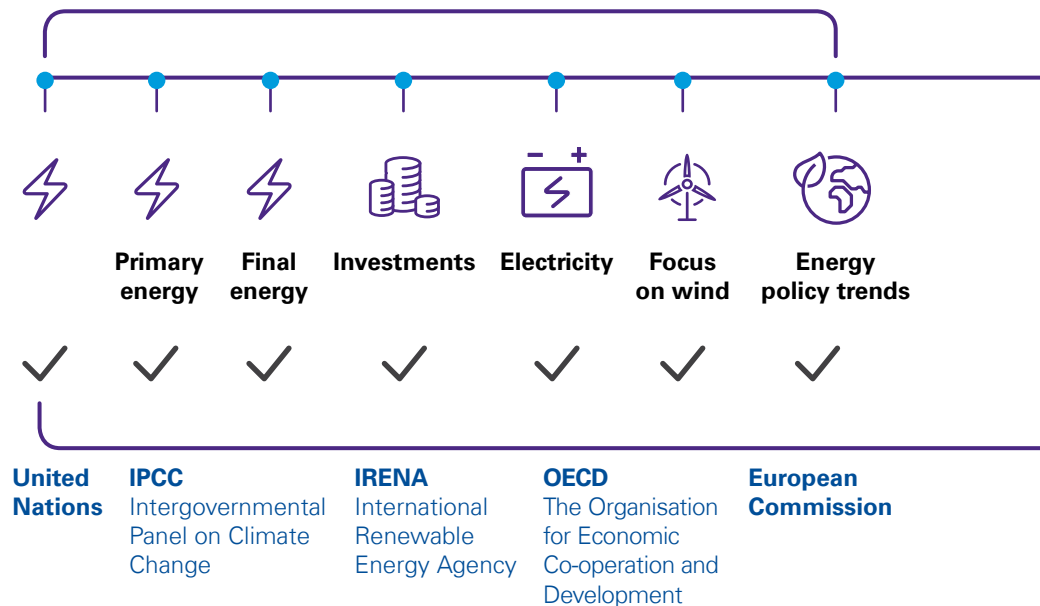 Primary
energy
Final
energy
Investments
Electricity
Focus
on wind
Energy
policy trends
United
Nations
IPCC
Intergovernmental
Panel on Climate
Change
IRENA
International
Renewable
Energy Agency
OECD
The Organisation
for Economic
Co-operation and
Development
European
Commission